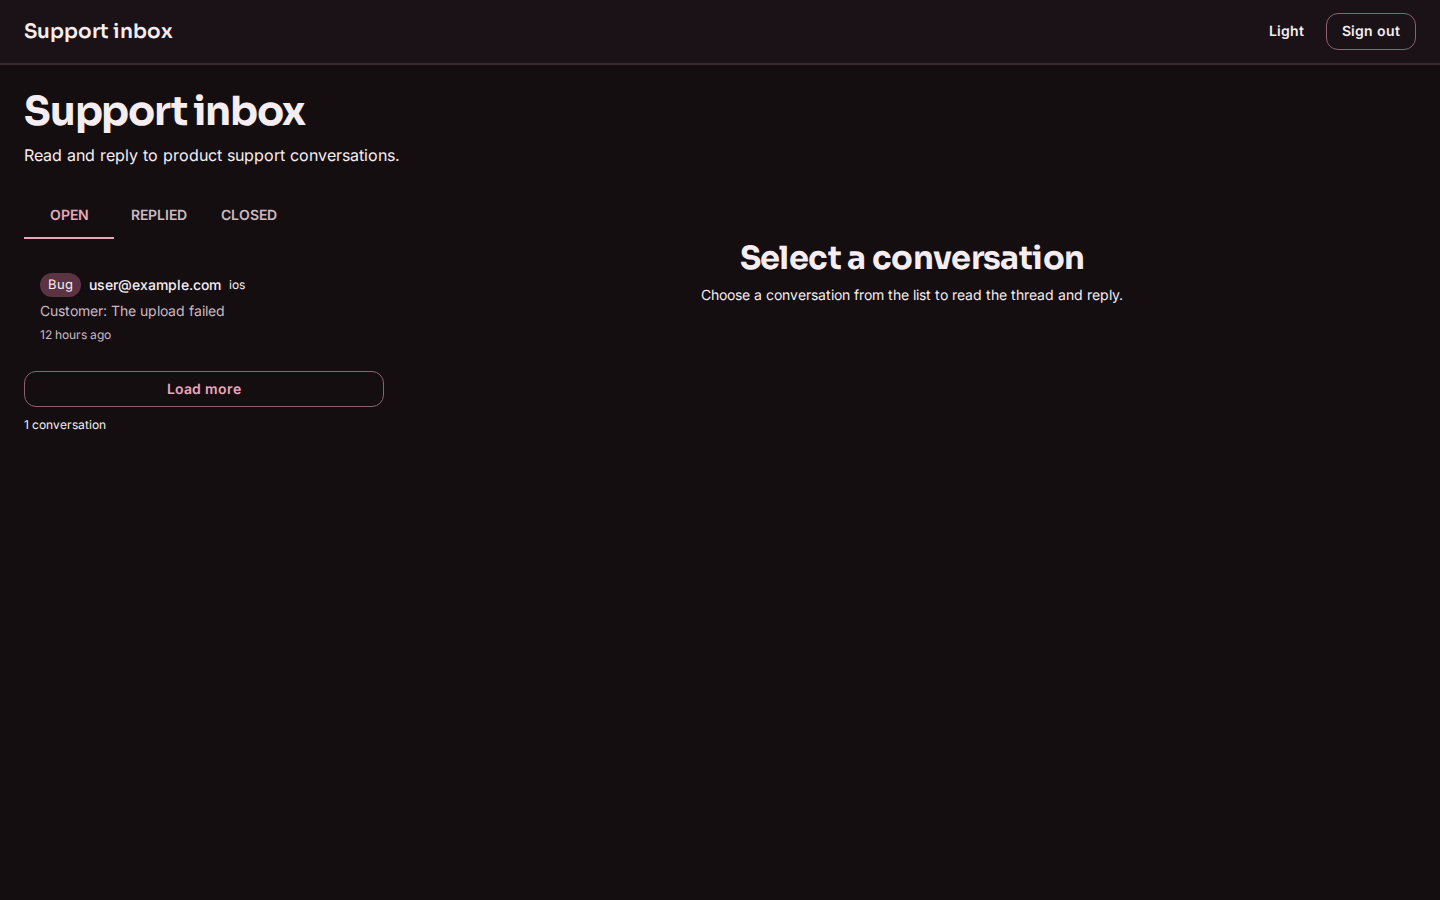 Support inbox
Light
Sign out
Support inbox
Read and reply to product support conversations.
OPEN
REPLIED
CLOSED
Bug user@example.com ios
Customer: The upload failed
12 hours ago
Load more
1 conversation
Select a conversation
Choose a conversation from the list to read the thread and reply.